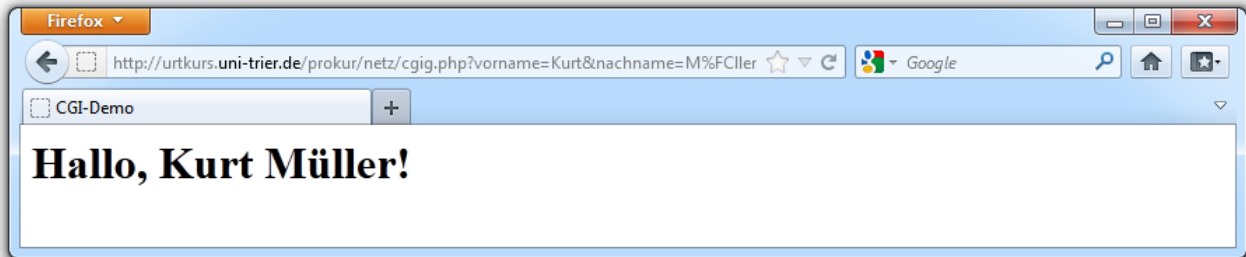 Firefox
http://urtkurs.uni-trier.de/prokur/netz/cgig.php?vorname=Kurt&nachname=M%FCller
Google
CGI-Demo
Hallo, Kurt Müller!